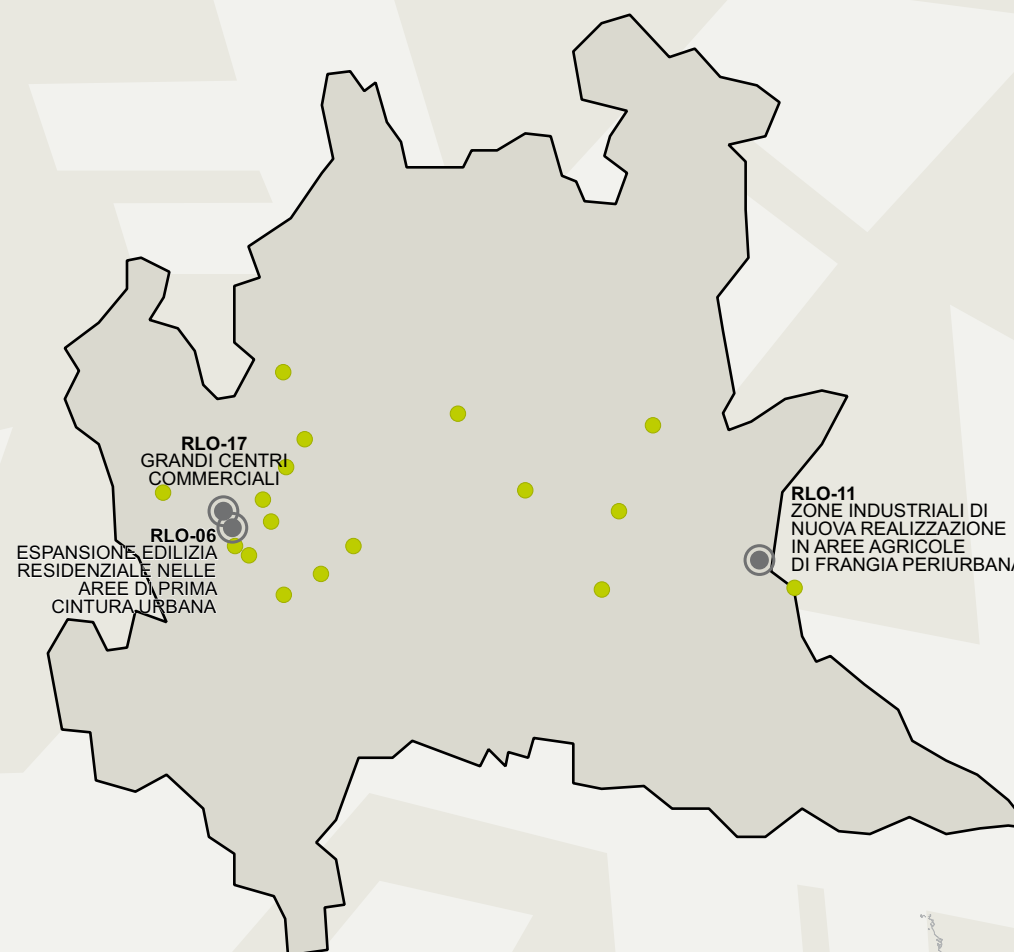 RLO-17
GRANDI CENTRI
COMMERCIALI
RLO-06
ESPANSIONE EDILIZIA
RESIDENZIALE NELLE
AREE DI PRIMA
CINTURA URBANA
RLO-11
ZONE INDUSTRIALI DI
NUOVA REALIZZAZIONE
IN AREE AGRICOLE
DI FRANGIA PERIURBANA